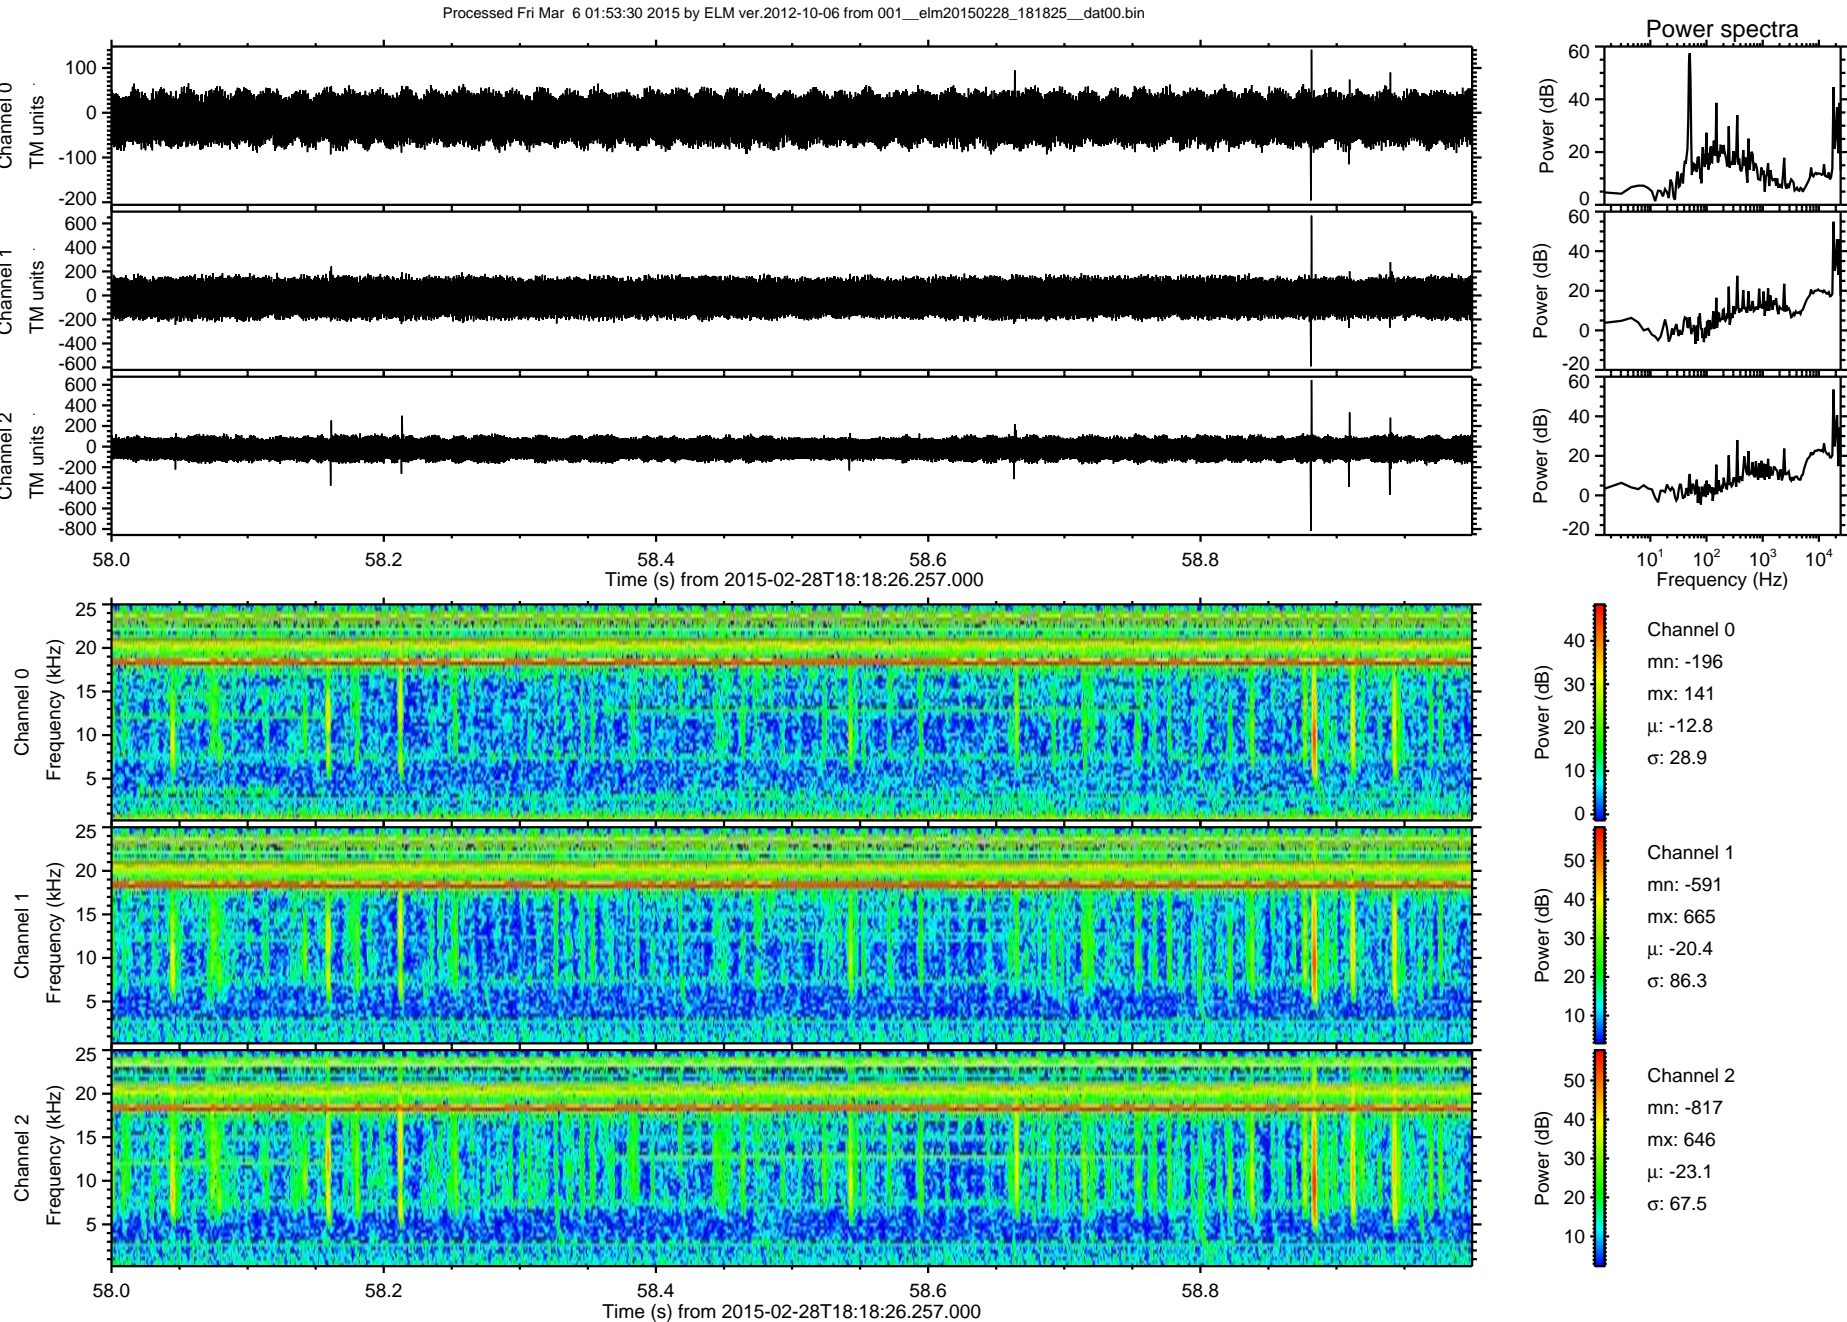 Processed Fri Mar 6 01:53:30 2015 by ELM ver.2012-10-06 from 001__elm20150228_181825__dat00.bin
Power spectra
Channel 0
TM units
100
0
-100
-200
Power (dB)
60
40
20
0
Channel 1
TM units
600
400
200
0
-200
-400
-600
Power (dB)
60
40
20
0
-20
Channel 2
TM units
600
400
200
0
-200
-400
-600
-800
Power (dB)
60
40
20
0
-20
58.0 58.2 58.4 58.6 58.8
Time (s) from 2015-02-28T18:18:26.257.000
10¹ 10² 10³ 10⁴
Frequency (Hz)
Channel 0
Frequency (kHz)
25
20
15
10
5
Power (dB)
40
30
20
10
0
Channel 0
mn: -196
mx: 141
μ: -12.8
σ: 28.9
Channel 1
Frequency (kHz)
25
20
15
10
5
Power (dB)
50
40
30
20
10
Channel 1
mn: -591
mx: 665
μ: -20.4
σ: 86.3
Channel 2
Frequency (kHz)
25
20
15
10
5
Power (dB)
50
40
30
20
10
Channel 2
mn: -817
mx: 646
μ: -23.1
σ: 67.5
58.0 58.2 58.4 58.6 58.8
Time (s) from 2015-02-28T18:18:26.257.000